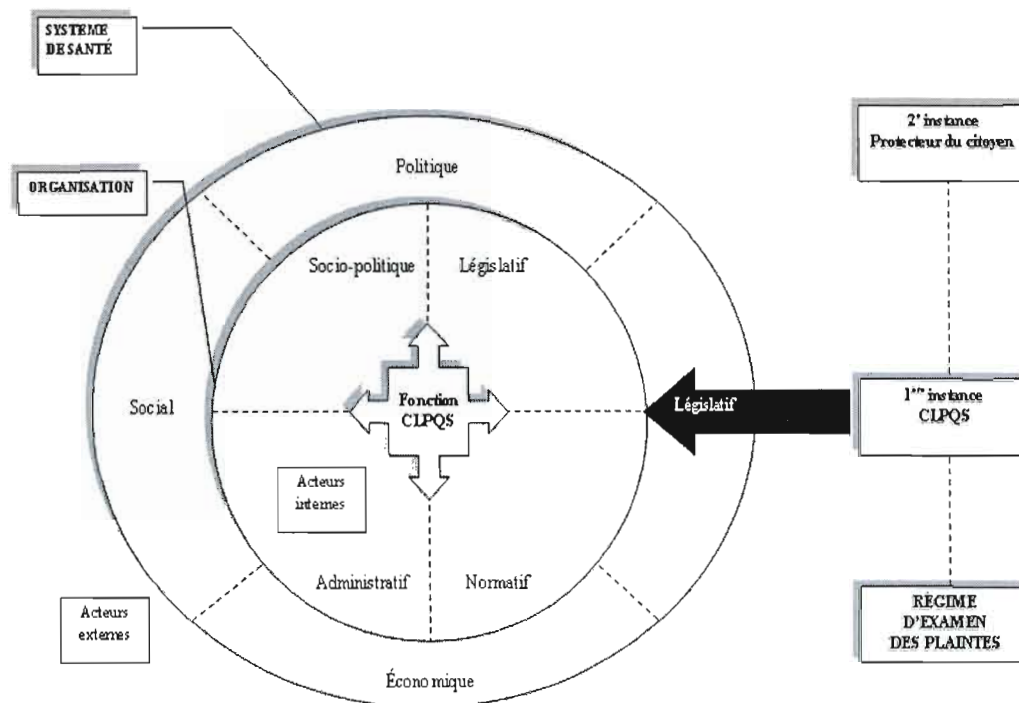 SYSTEME
DE SANTÉ
2e instance
Protecteur du citoyen
Politique
ORGANISATION
Socio-politique
Législatif
Social
Fonction
CLPQS
Législatif
1ère instance
CLPQS
Acteurs
internes
Administratif
Normatif
Acteurs
externes
RÉGIME
D'EXAMEN
DES PLAINTES
Économique